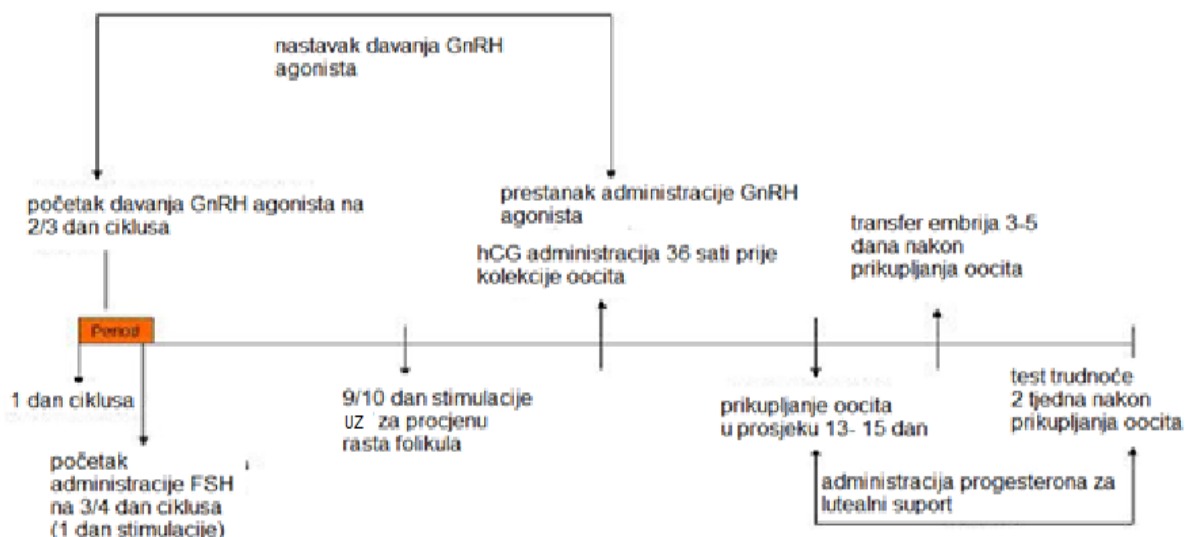 nastavak davanja GnRH
agonista
početak davanja GnRH agonista na
2/3 dan ciklusa
prestanak administracije GnRH
agonista
hCG administracija 36 sati prije
kolekcije oocita
transfer embrija 3-5
dana nakon
prikupljanja oocita
Period
1 dan ciklusa
početak
administracije FSH
na 3/4 dan ciklusa
(1 dan stimulacije)
9/10 dan stimulacije
UZ za procjenu
rasta folikula
prikupljanje oocita
u prosjeku 13- 15 dan
test trudnoće
2 tjedna nakon
prikupljanja oocita
administracija progesterona za
lutealni suport